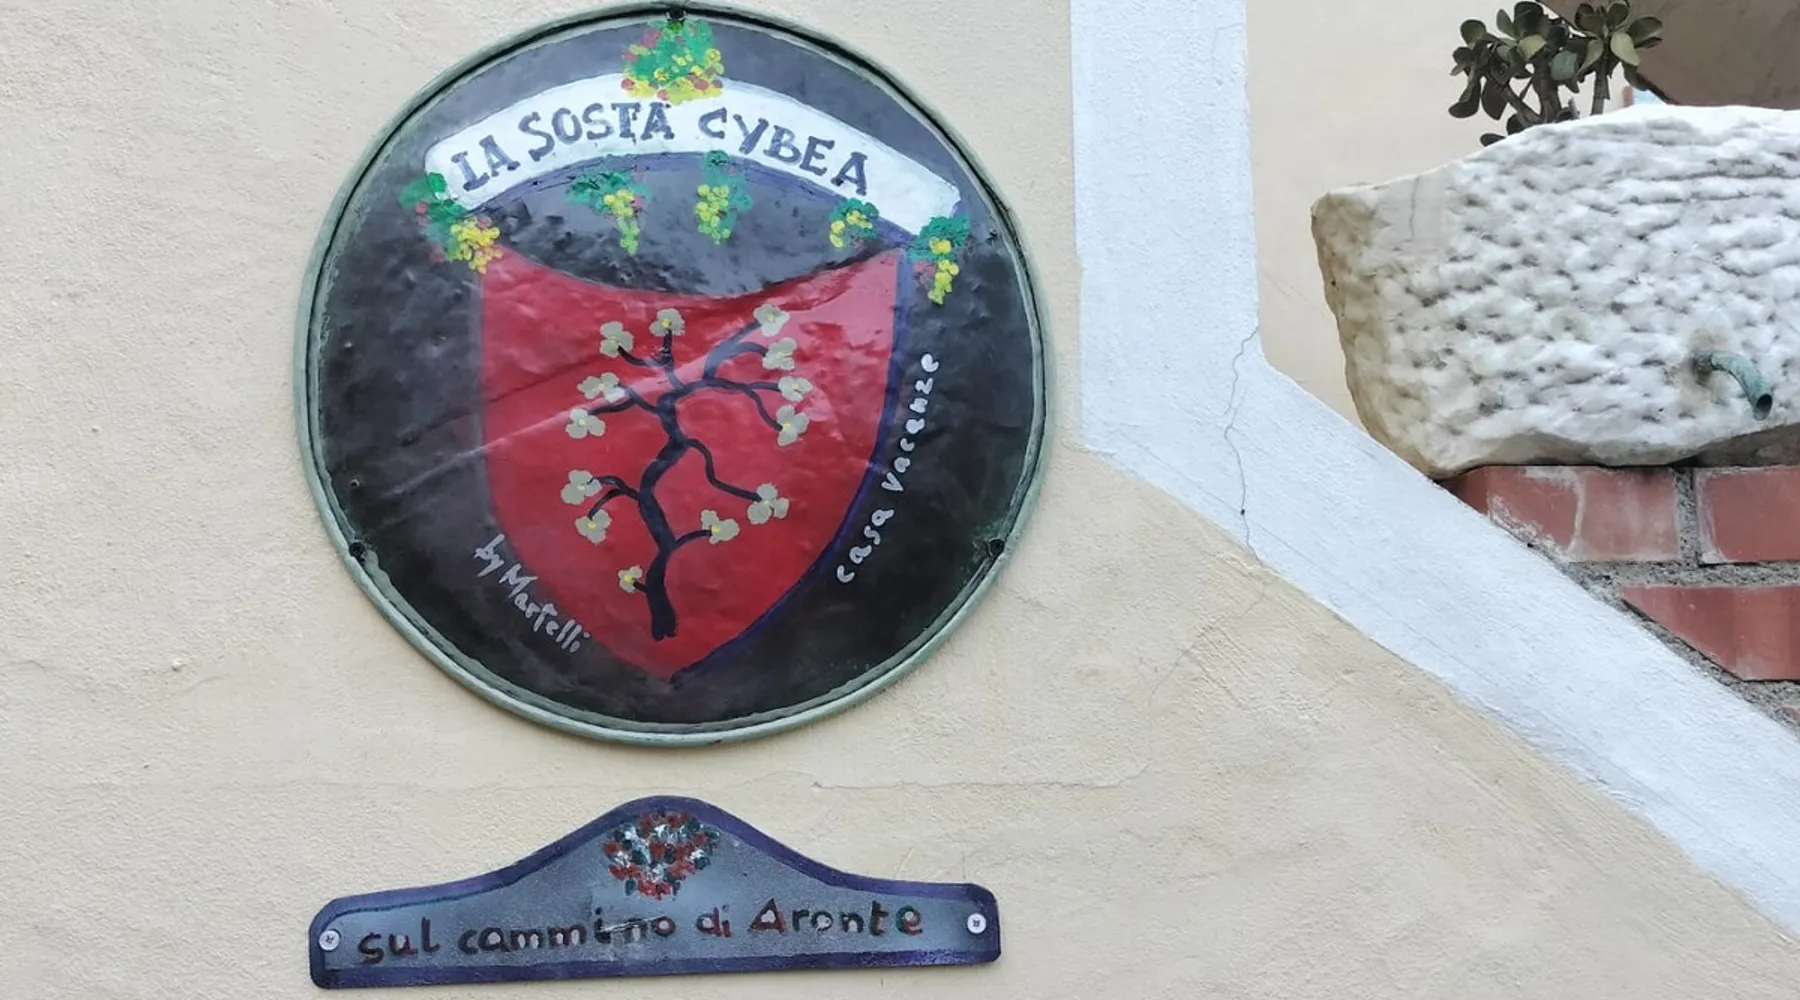 LA SOSTA CYBEA
casa vacanze
by Martelli
sul cammino di Aronte